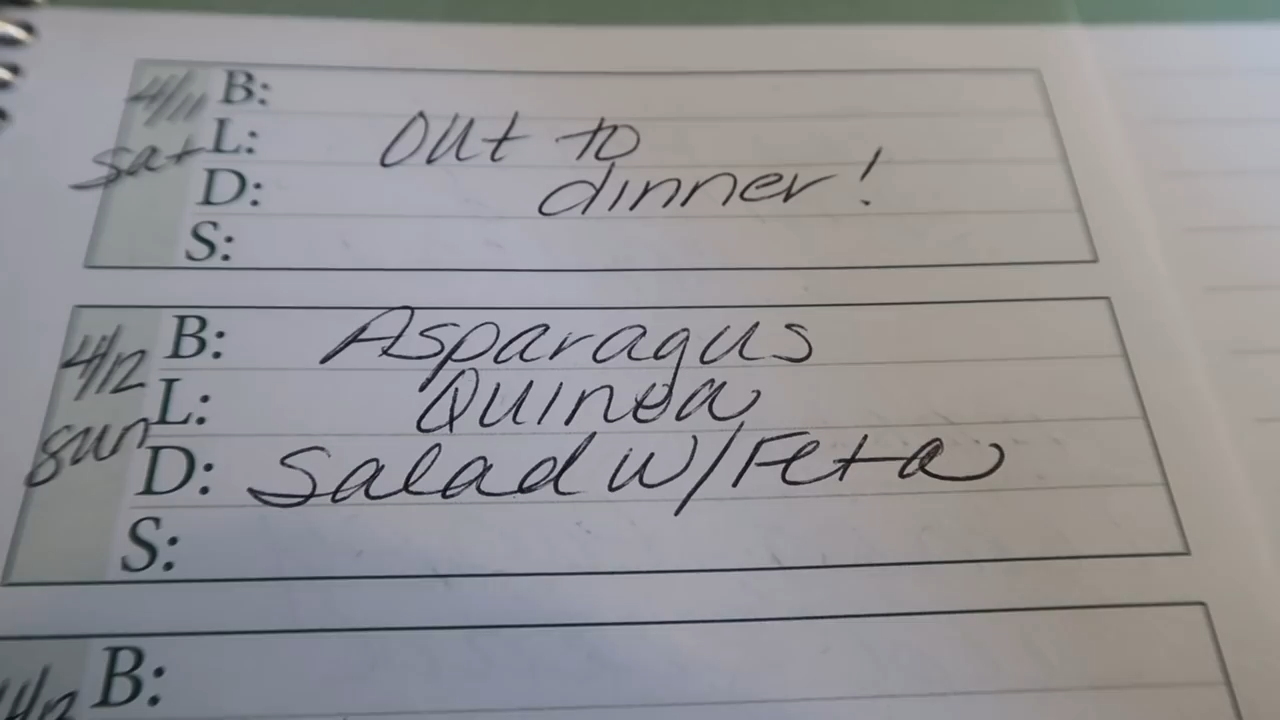 4/11 B:
Sat L: Out to
D: dinner!
S:
4/12 B: Asparagus
Sun L: Quinoa
D: Salad w/Feta
S:
B: